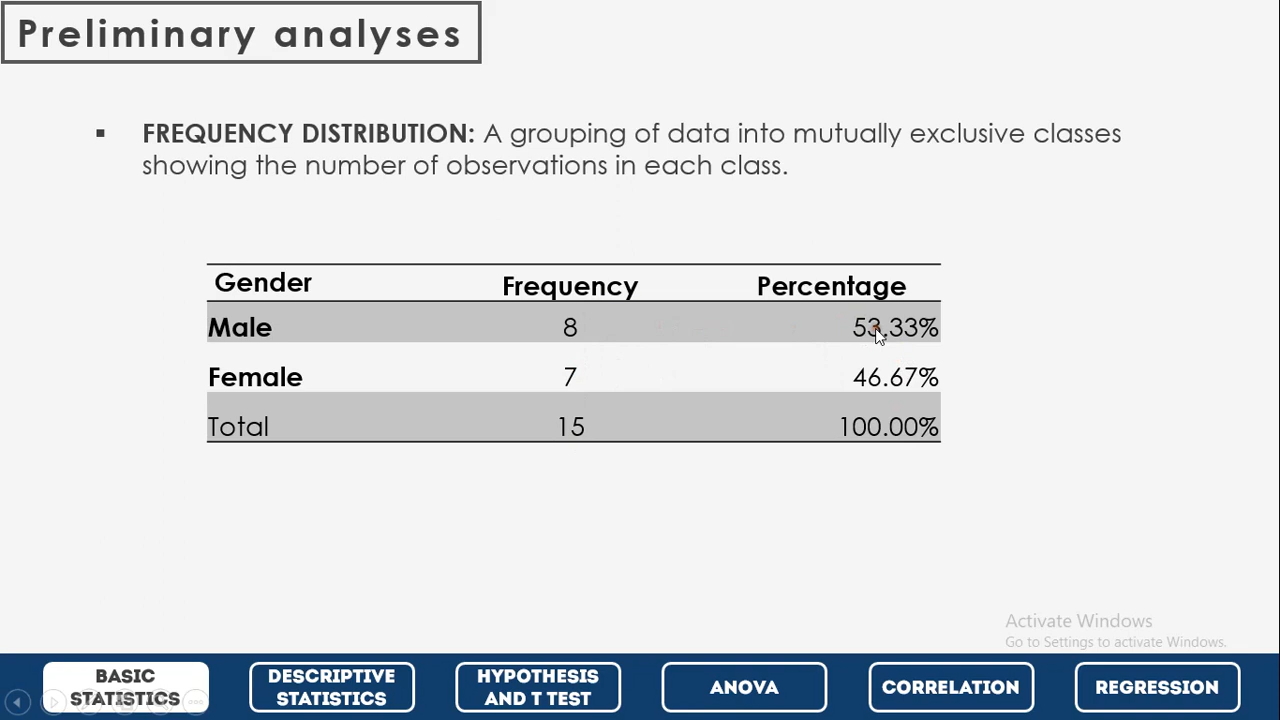 Preliminary analyses
▪ FREQUENCY DISTRIBUTION: A grouping of data into mutually exclusive classes
showing the number of observations in each class.
Gender Frequency Percentage
Male 8 53.33%
Female 7 46.67%
Total 15 100.00%
Activate Windows
Go to Settings to activate Windows.
BASIC
STATISTICS
DESCRIPTIVE
STATISTICS
HYPOTHESIS
AND T TEST
ANOVA
CORRELATION
REGRESSION